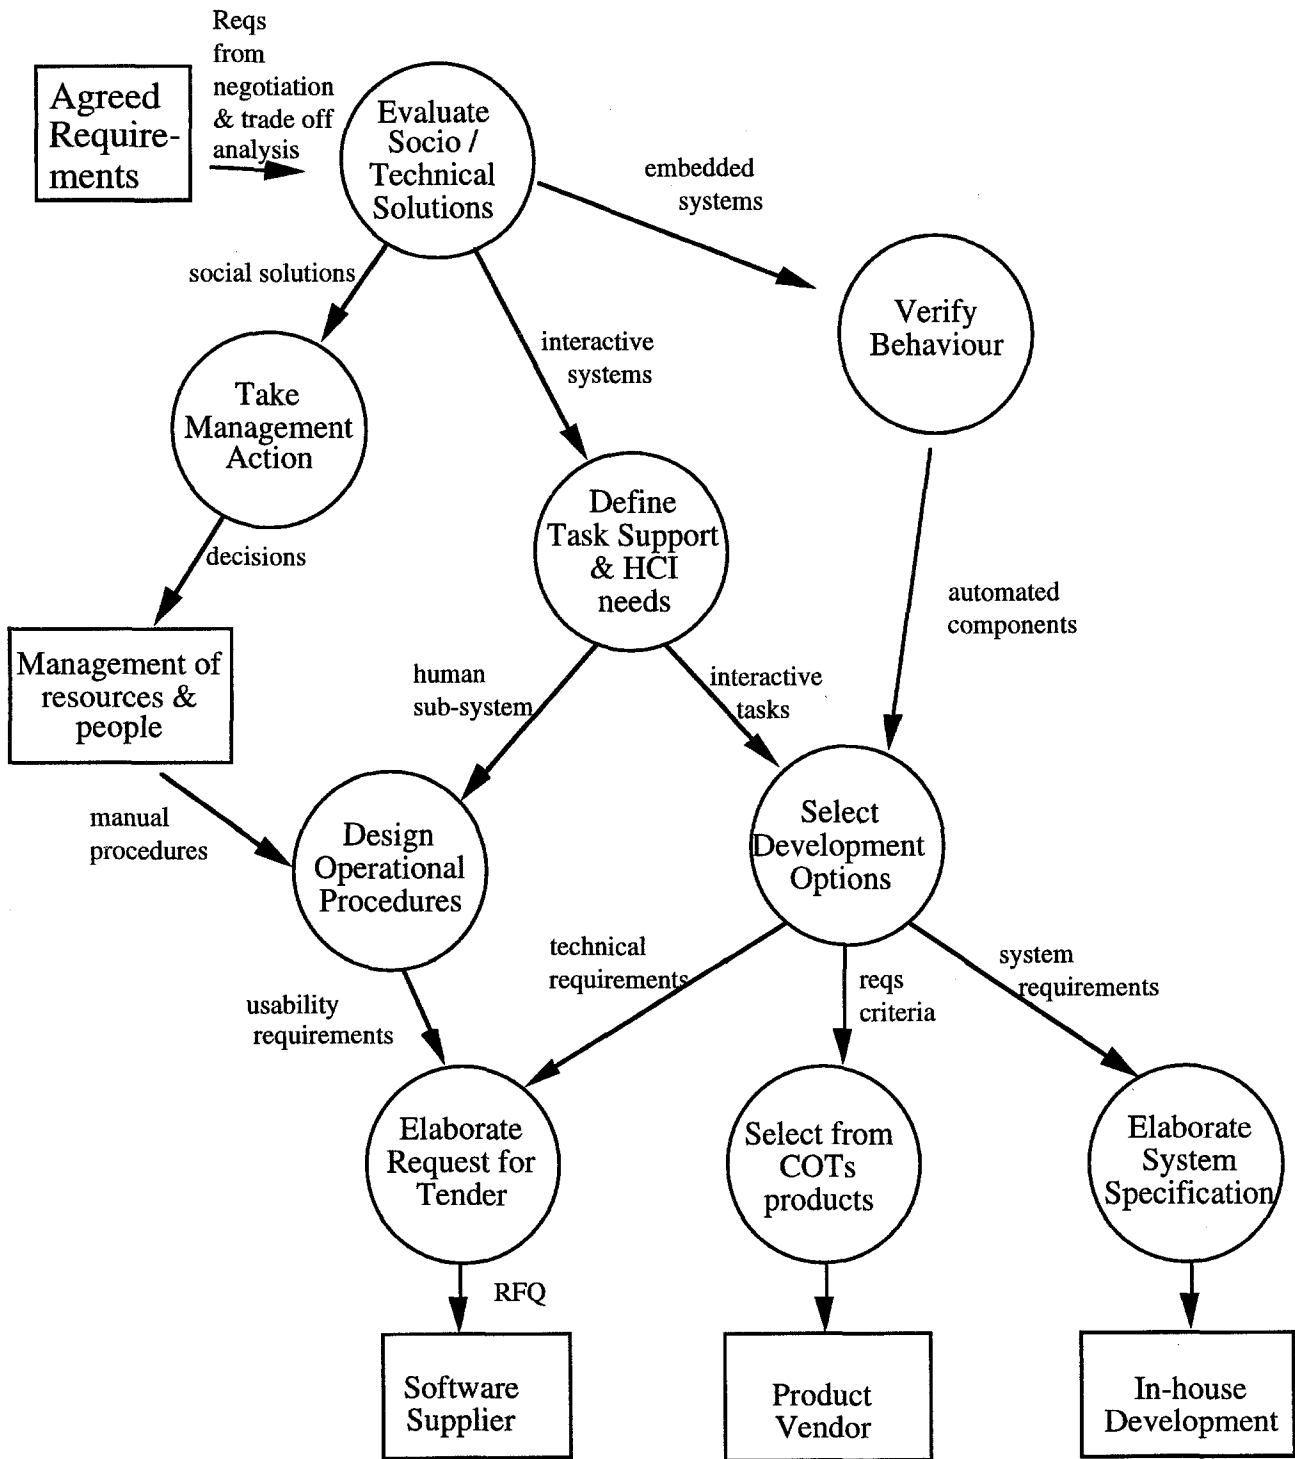 Reqs
from
negotiation
& trade off
analysis
Agreed
Require-
ments
Evaluate
Socio /
Technical
Solutions
embedded
systems
social solutions
interactive
systems
Verify
Behaviour
Take
Management
Action
Define
Task Support
& HCI
needs
decisions
automated
components
Management of
resources &
people
human
sub-system
interactive
tasks
manual
procedures
Design
Operational
Procedures
Select
Development
Options
technical
requirements
reqs
criteria
system
requirements
usability
requirements
Elaborate
Request for
Tender
Select from
COTs
products
Elaborate
System
Specification
RFQ
Software
Supplier
Product
Vendor
In-house
Development